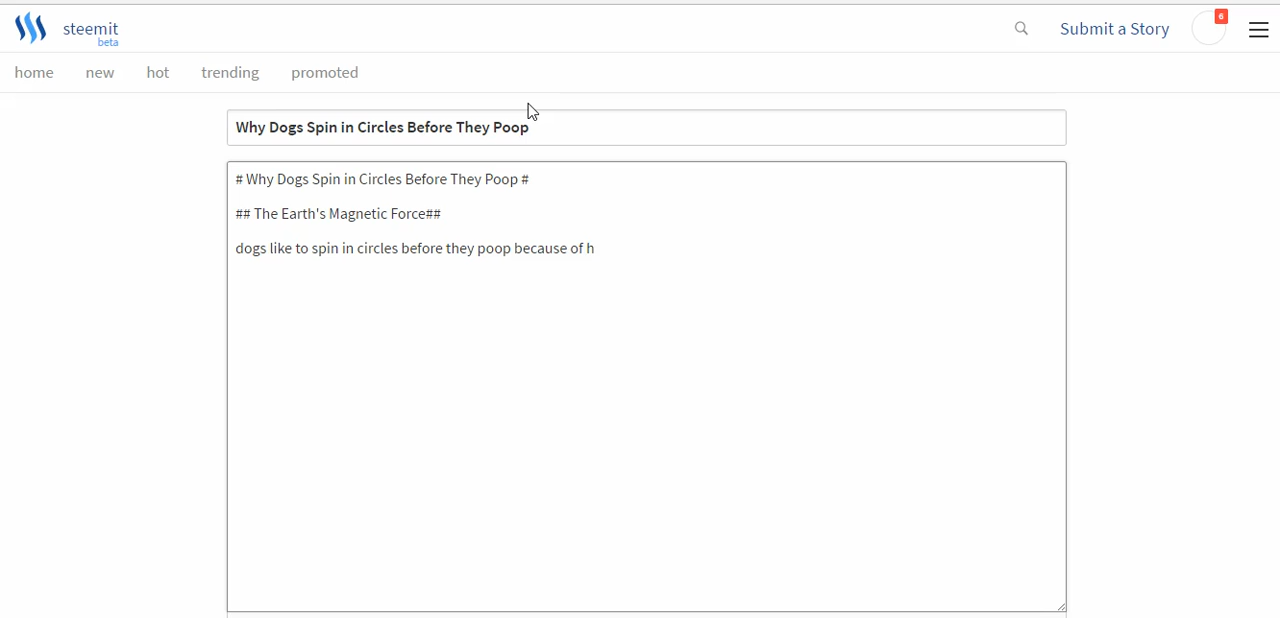 steemit
beta
Submit a Story
6
home new hot trending promoted
Why Dogs Spin in Circles Before They Poop
# Why Dogs Spin in Circles Before They Poop #
## The Earth's Magnetic Force##
dogs like to spin in circles before they poop because of h